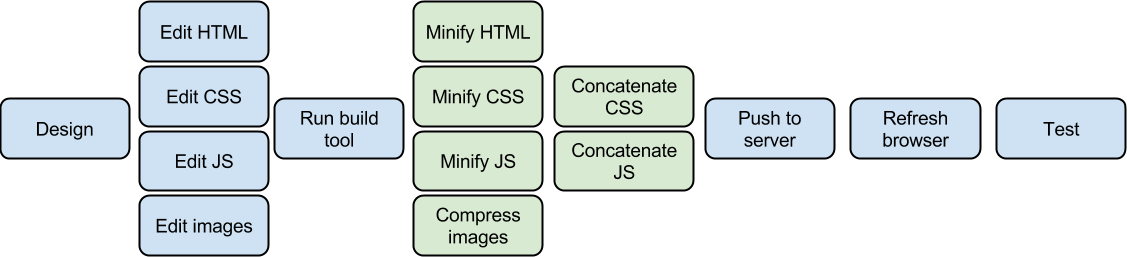 Design
Edit HTML
Edit CSS
Edit JS
Edit images
Run build
tool
Minify HTML
Minify CSS
Minify JS
Compress
images
Concatenate
CSS
Concatenate
JS
Push to
server
Refresh
browser
Test